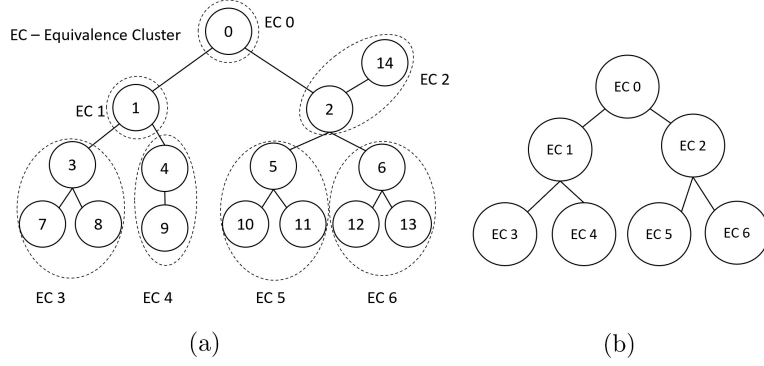 EC – Equivalence Cluster
0
EC 0
14
EC 2
EC 1
1
2
3
4
5
6
7
8
9
10
11
12
13
EC 3
EC 4
EC 5
EC 6
(a)
EC 0
EC 1
EC 2
EC 3
EC 4
EC 5
EC 6
(b)